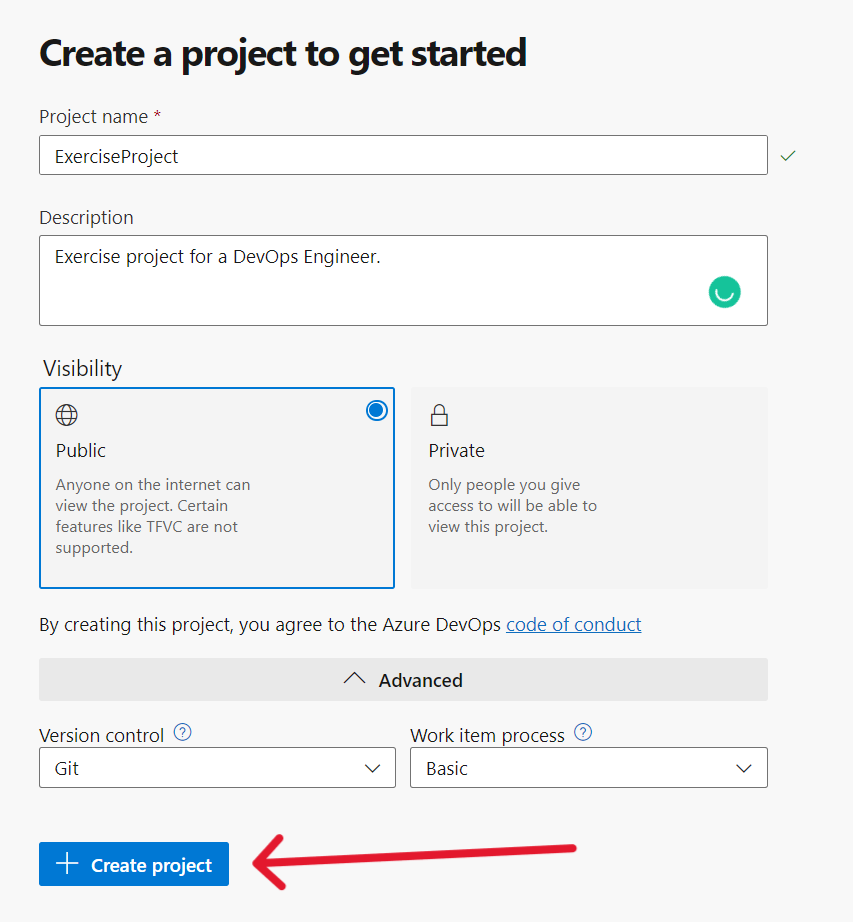 Create a project to get started
Project name *
ExerciseProject
Description
Exercise project for a DevOps Engineer.
Visibility
Public
Anyone on the internet can
view the project. Certain
features like TFVC are not
supported.
Private
Only people you give
access to will be able to
view this project.
By creating this project, you agree to the Azure DevOps code of conduct
Advanced
Version control ?
Git
Work item process ?
Basic
Create project